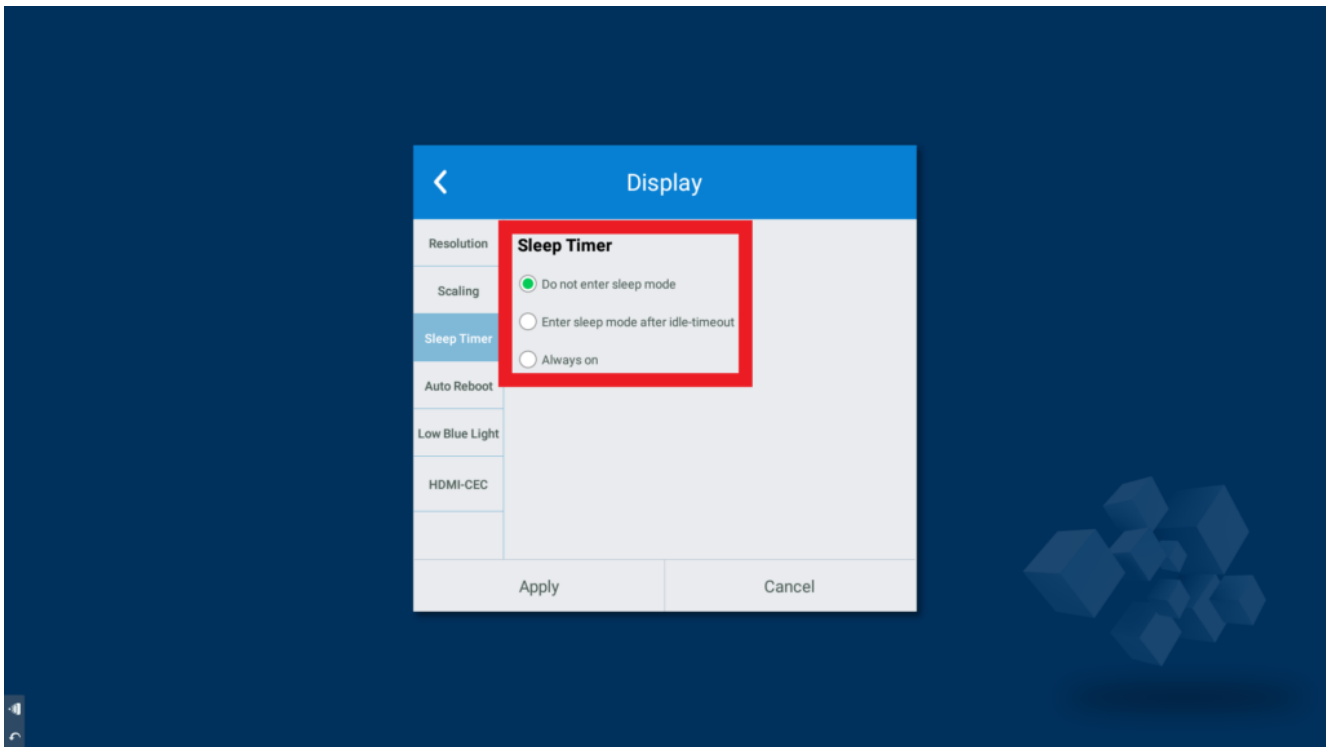 Display
Resolution
Scaling
Sleep Timer
Auto Reboot
Low Blue Light
HDMI-CEC
Sleep Timer
Do not enter sleep mode
Enter sleep mode after idle-timeout
Always on
Apply
Cancel